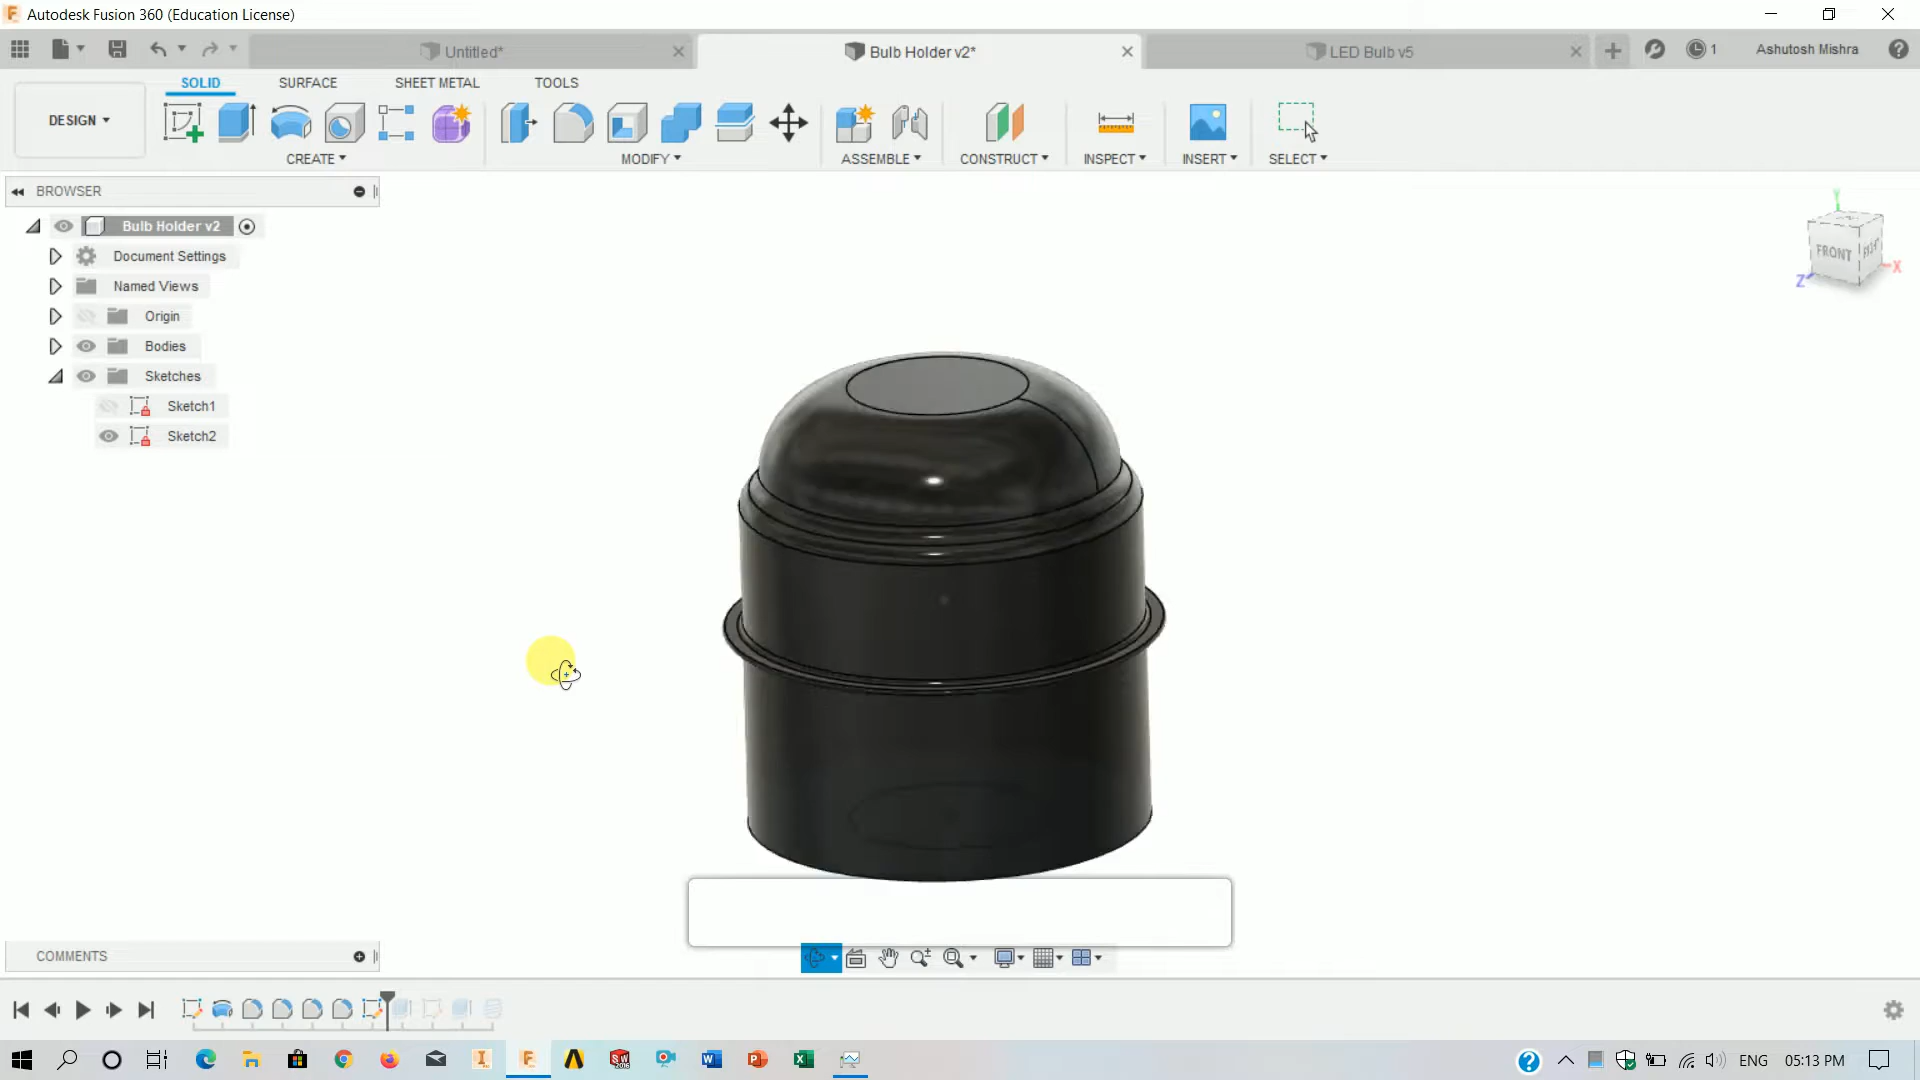 Autodesk Fusion 360 (Education License)
Untitled*
Bulb Holder v2*
LED Bulb v5
1
Ashutosh Mishra
DESIGN
SOLID
SURFACE
SHEET METAL
TOOLS
CREATE
MODIFY
ASSEMBLE
CONSTRUCT
INSPECT
INSERT
SELECT
BROWSER
Bulb Holder v2
Document Settings
Named Views
Origin
Bodies
Sketches
Sketch1
Sketch2
Y
FRONT
RIGHT
X
Z
COMMENTS
ENG
05:13 PM